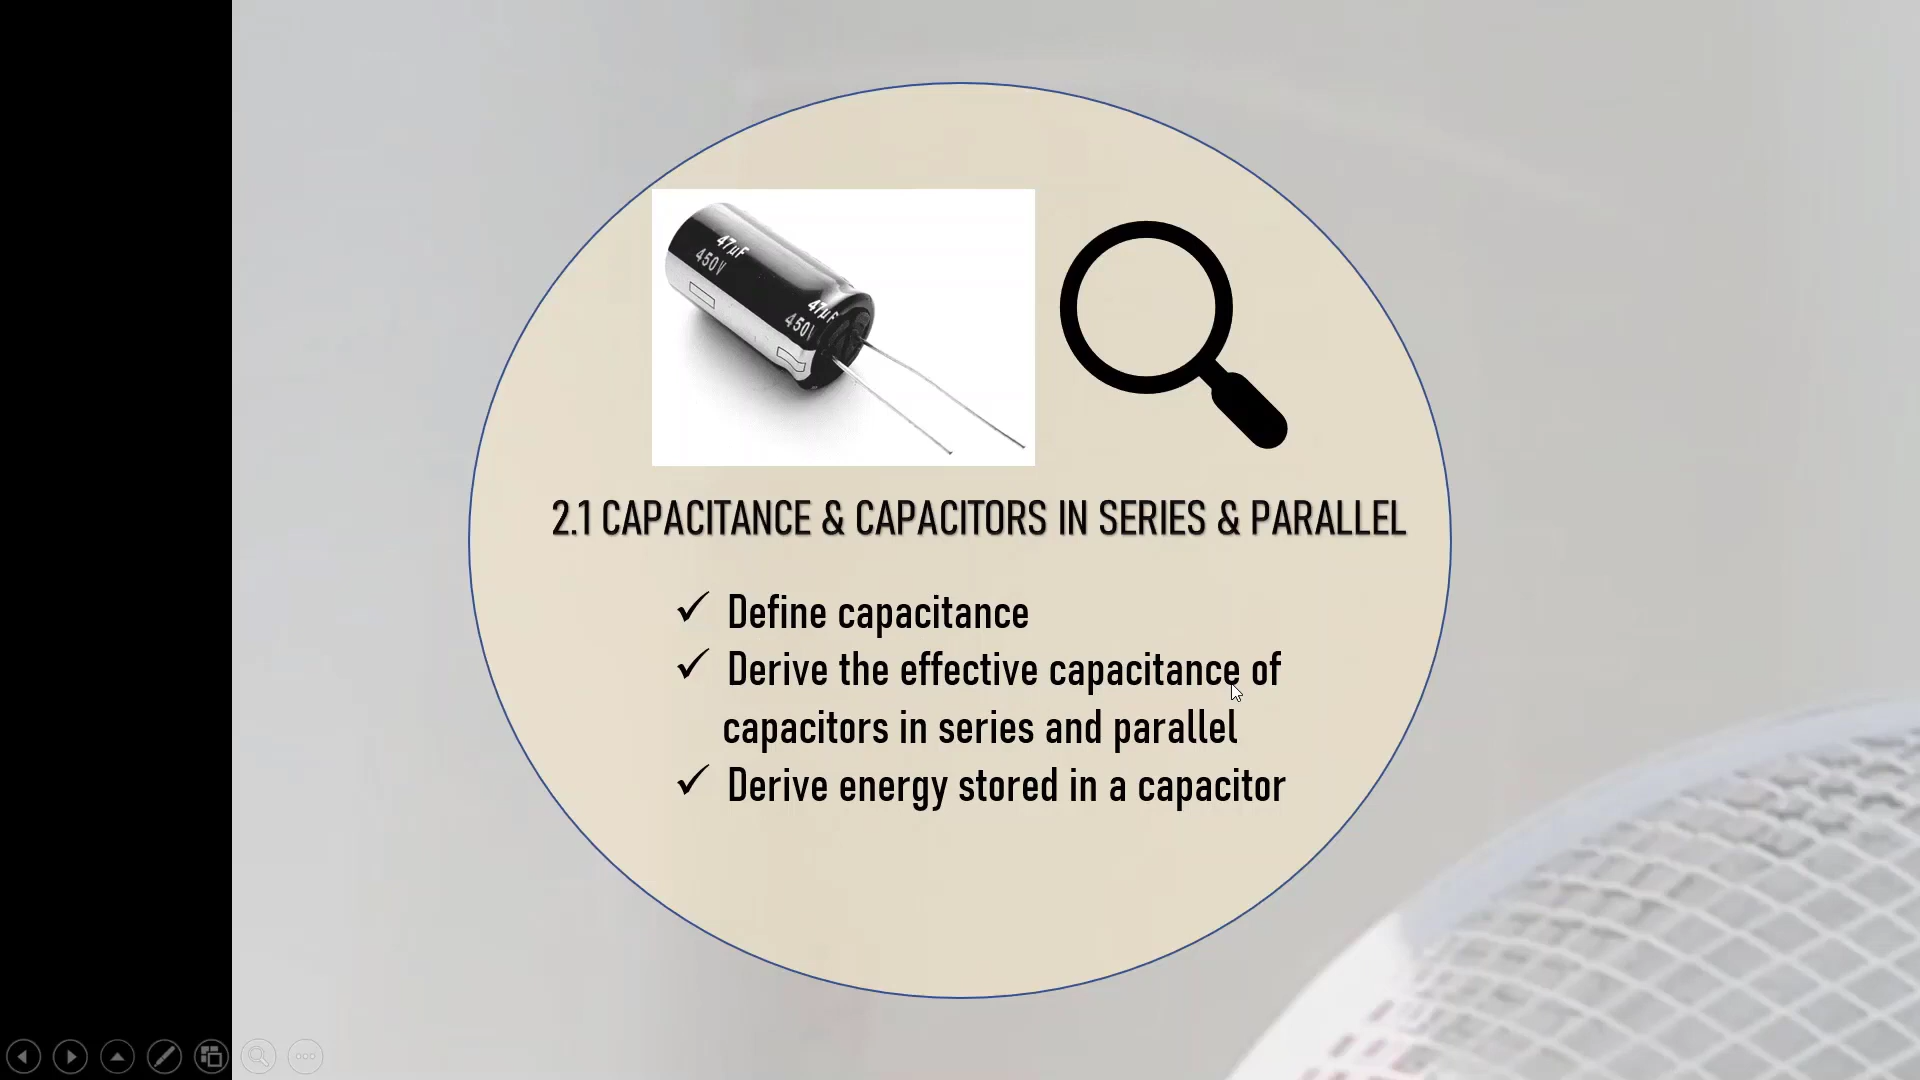 47µF
450V
47µF
450V
2.1 CAPACITANCE & CAPACITORS IN SERIES & PARALLEL
✓ Define capacitance
✓ Derive the effective capacitance of
capacitors in series and parallel
✓ Derive energy stored in a capacitor